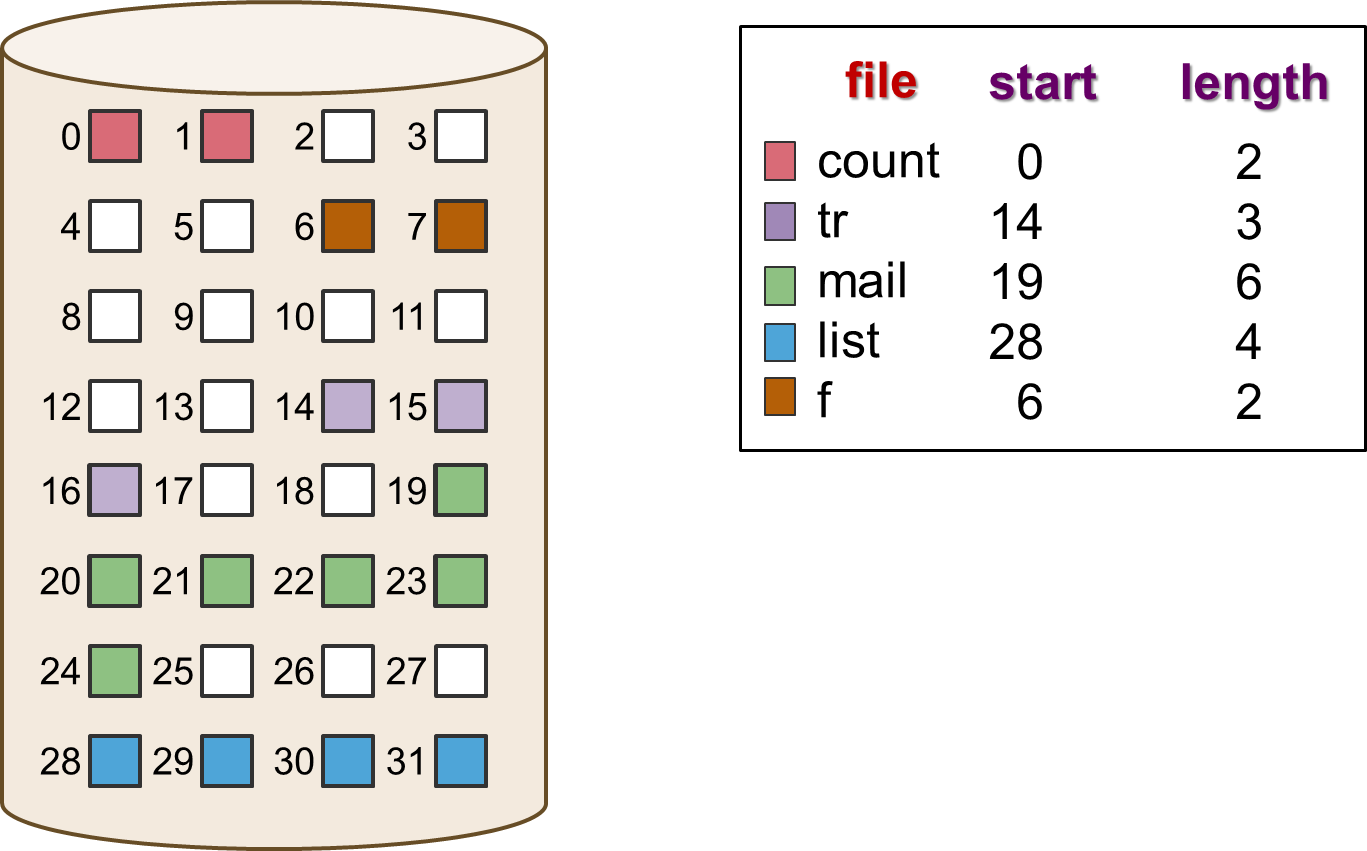 0 1 2 3
4 5 6 7
8 9 10 11
12 13 14 15
16 17 18 19
20 21 22 23
24 25 26 27
28 29 30 31
file start length
count 0 2
tr 14 3
mail 19 6
list 28 4
f 6 2